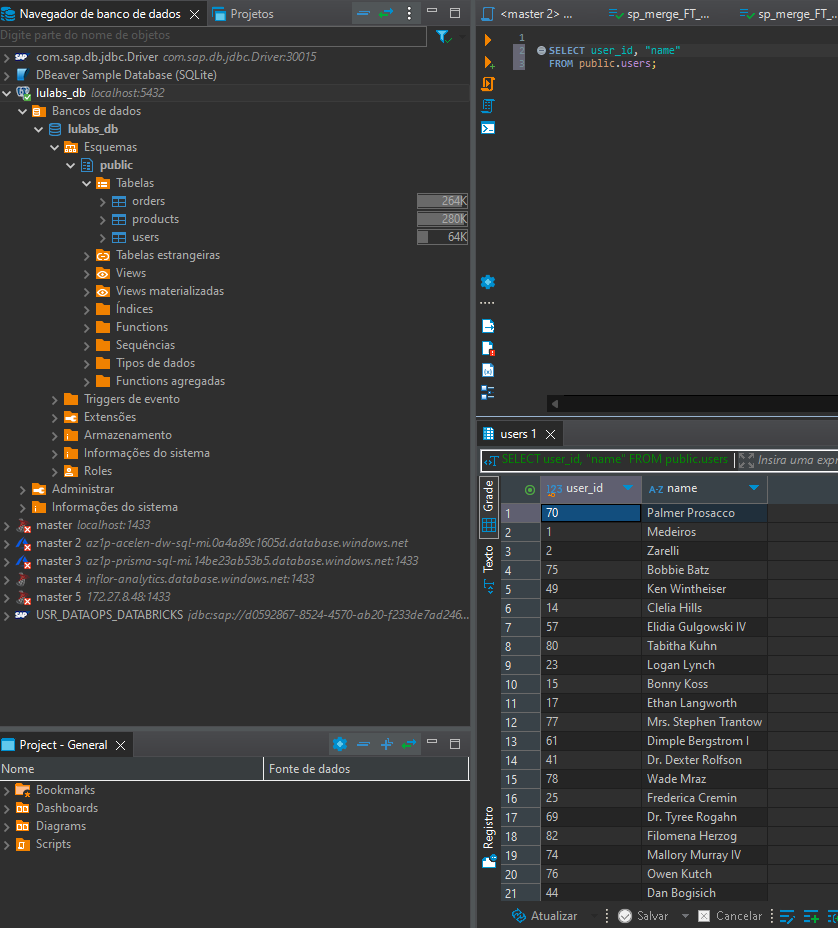 Navegador de banco de dados
Projetos
Digite parte do nome de objetos
com.sap.db.jdbc.Driver com.sap.db.jdbc.Driver:30015
DBeaver Sample Database (SQLite)
lulabs_db localhost:5432
Bancos de dados
lulabs_db
Esquemas
public
Tabelas
orders 264K
products 280K
users 64K
Tabelas estrangeiras
Views
Views materializadas
Índices
Functions
Sequências
Tipos de dados
Functions agregadas
Triggers de evento
Extensões
Armazenamento
Informações do sistema
Roles
Administrar
Informações do sistema
master localhost:1433
master 2 az1p-acelen-dw-sql-mi.0a4a89c1605d.database.windows.net
master 3 az1p-prisma-sql-mi.14be23ab53b5.database.windows.net:1433
master 4 inflor-analytics.database.windows.net:1433
master 5 172.27.8.48:1433
USR_DATAOPS_DATABRICKS jdbc:sap://d0592867-8524-4570-ab20-f233de7ad246...
Project - General
Nome Fonte de dados
Bookmarks
Dashboards
Diagrams
Scripts
<master 2> ... sp_merge_FT_... sp_merge_FT_...
1
2 SELECT user_id, "name"
3 FROM public.users;
users 1
SELECT user_id, "name" FROM public.users Insira uma expr
Grade
Texto
Registro
123 user_id A-Z name
1 70 Palmer Prosacco
2 1 Medeiros
3 2 Zarelli
4 75 Bobbie Batz
5 49 Ken Wintheiser
6 14 Clelia Hills
7 57 Elidia Gulgowski IV
8 80 Tabitha Kuhn
9 23 Logan Lynch
10 15 Bonny Koss
11 17 Ethan Langworth
12 77 Mrs. Stephen Trantow
13 61 Dimple Bergstrom I
14 41 Dr. Dexter Rolfson
15 78 Wade Mraz
16 25 Frederica Cremin
17 69 Dr. Tyree Rogahn
18 82 Filomena Herzog
19 74 Mallory Murray IV
20 76 Owen Kutch
21 44 Dan Bogisich
Atualizar Salvar Cancelar